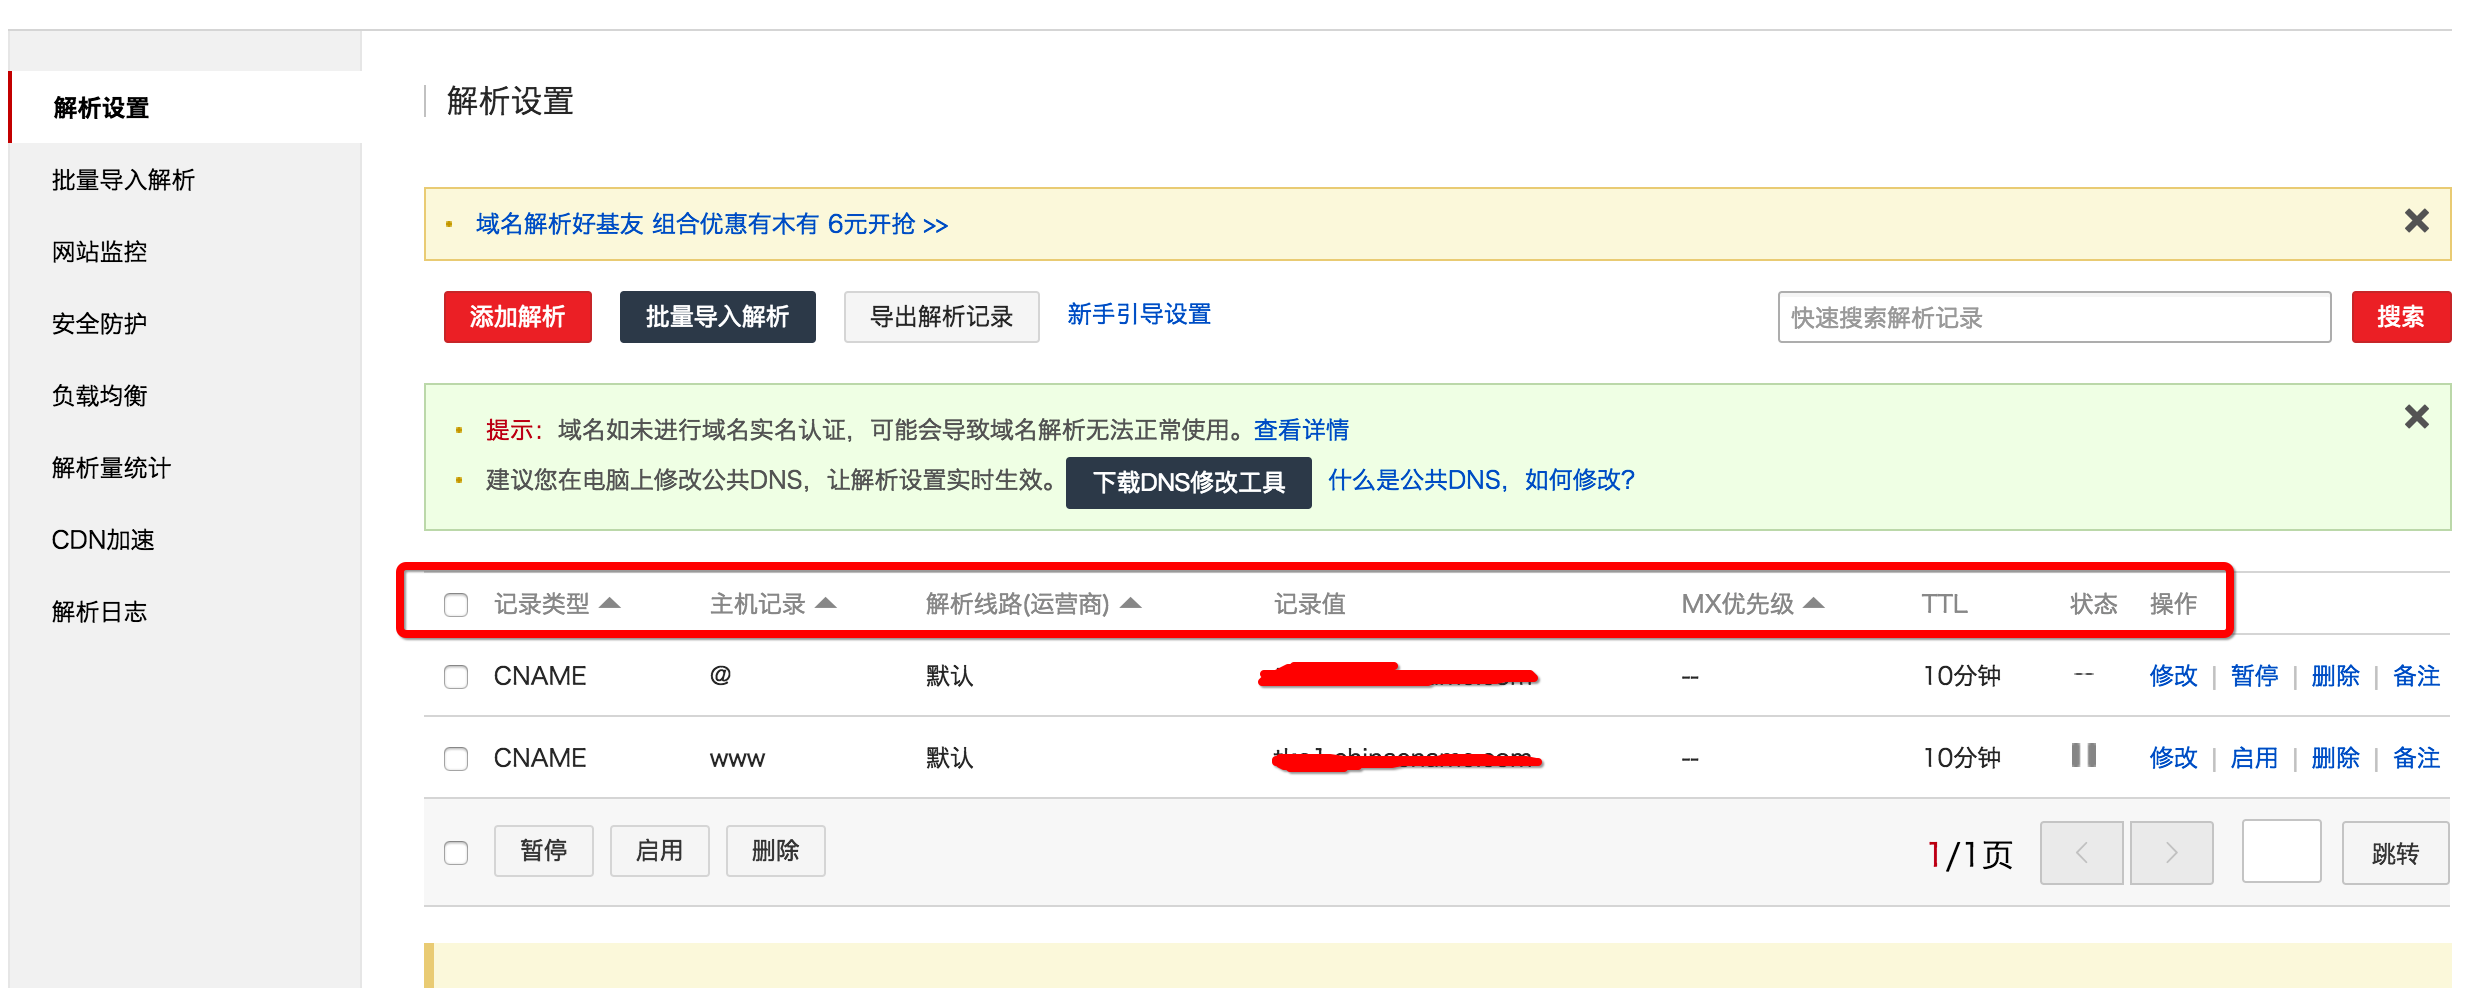 解析设置
批量导入解析
网站监控
安全防护
负载均衡
解析量统计
CDN加速
解析日志
解析设置
域名解析好基友 组合优惠有木有 6元开抢 >>
添加解析 批量导入解析 导出解析记录 新手引导设置 快速搜索解析记录 搜索
提示：域名如未进行域名实名认证，可能会导致域名解析无法正常使用。查看详情
建议您在电脑上修改公共DNS，让解析设置实时生效。 下载DNS修改工具 什么是公共DNS，如何修改?
记录类型 主机记录 解析线路(运营商) 记录值 MX优先级 TTL 状态 操作
CNAME @ 默认 -- 10分钟 -- 修改 | 暂停 | 删除 | 备注
CNAME www 默认 -- 10分钟 修改 | 启用 | 删除 | 备注
暂停 启用 删除 1/1页 < > 跳转